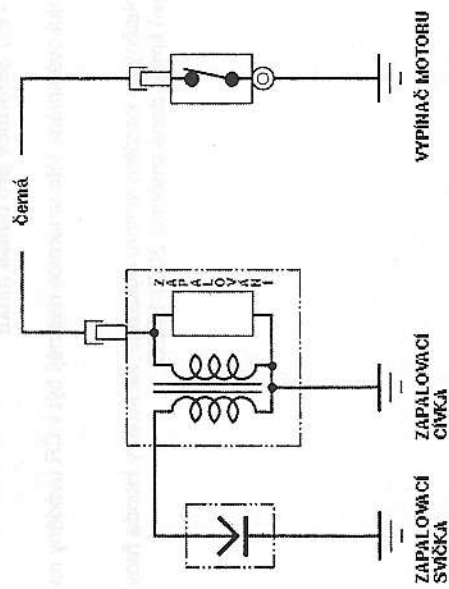 černá
ZAPALOVÁNÍ
ZAPALOVACÍ
SVÍČKA
ZAPALOVACÍ
CÍVKA
VYPÍNAČ MOTORU